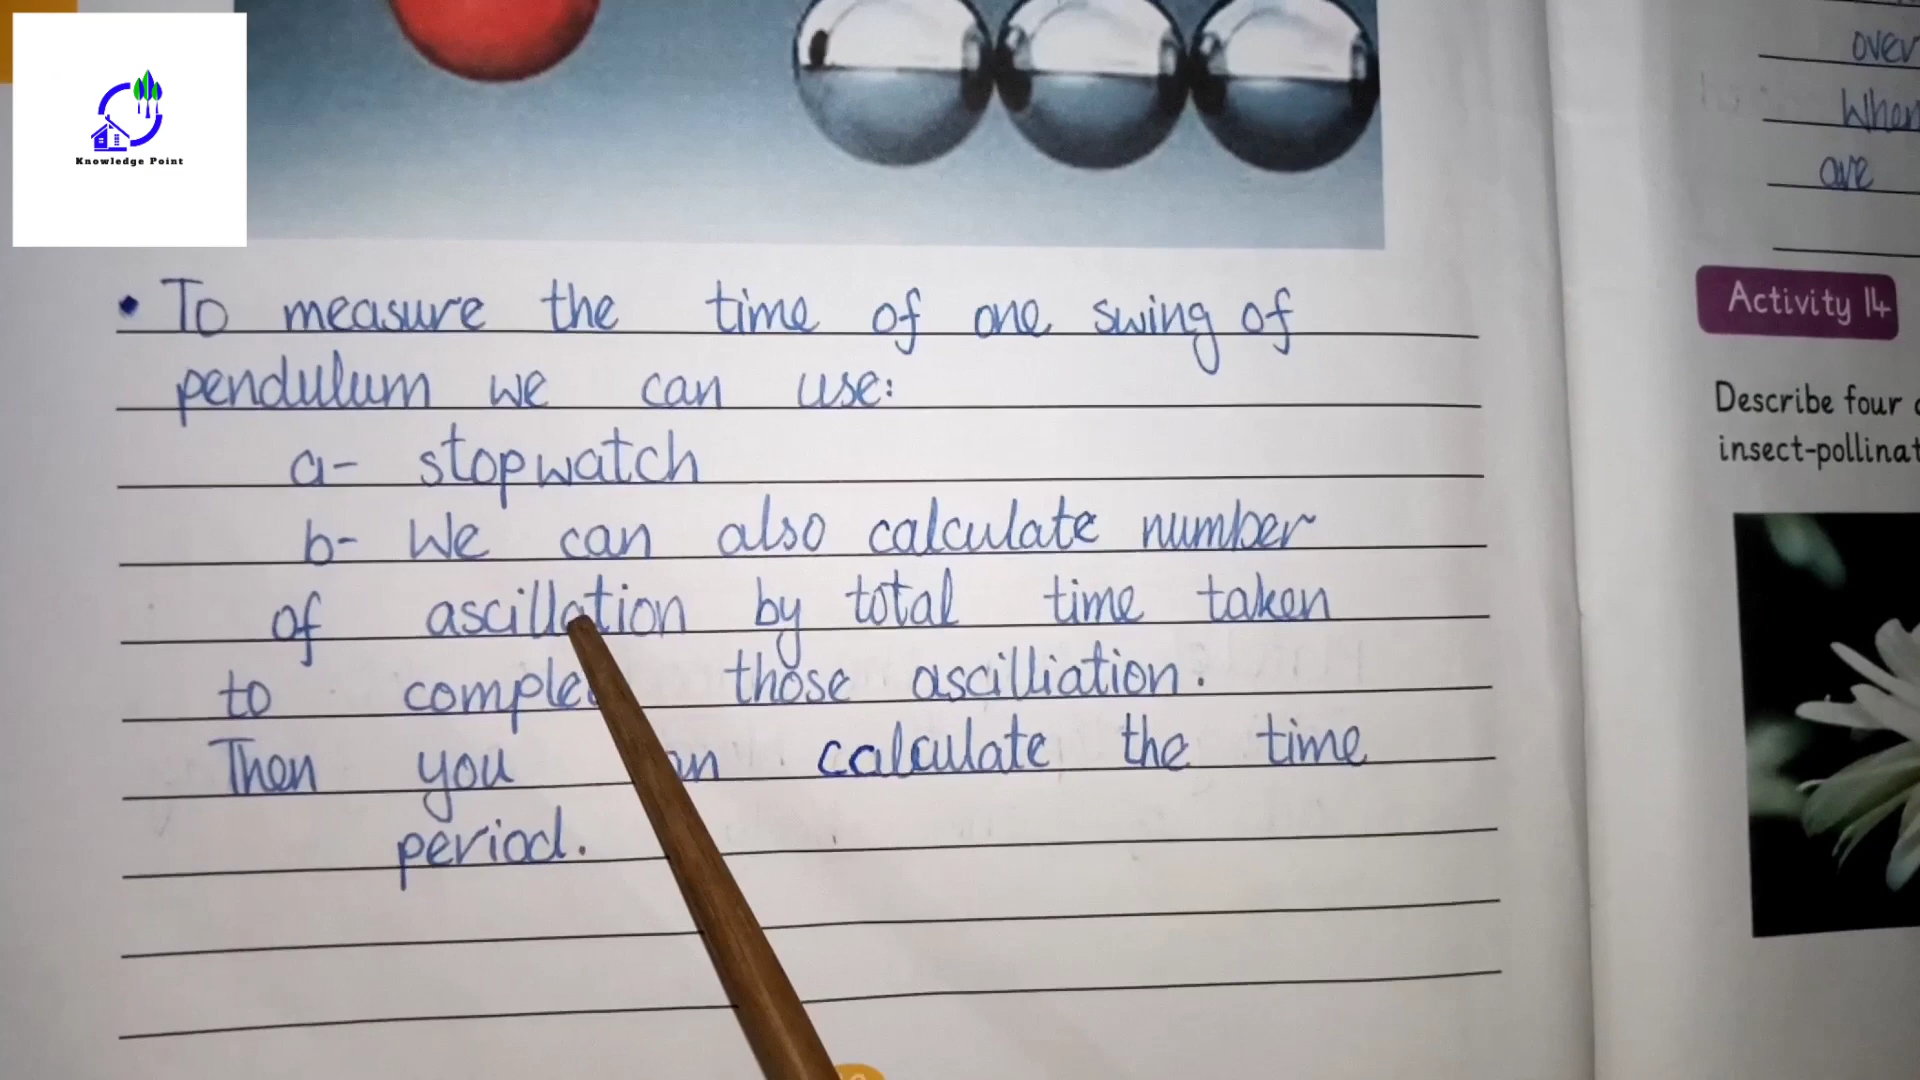 Knowledge Point
• To measure the time of one swing of
pendulum we can use:
a- stopwatch
b- We can also calculate number
of ascillation by total time taken
to those ascilliation.
Then you calculate the time
period.
over
When
are
Activity 14
Describe four
insect-pollinat